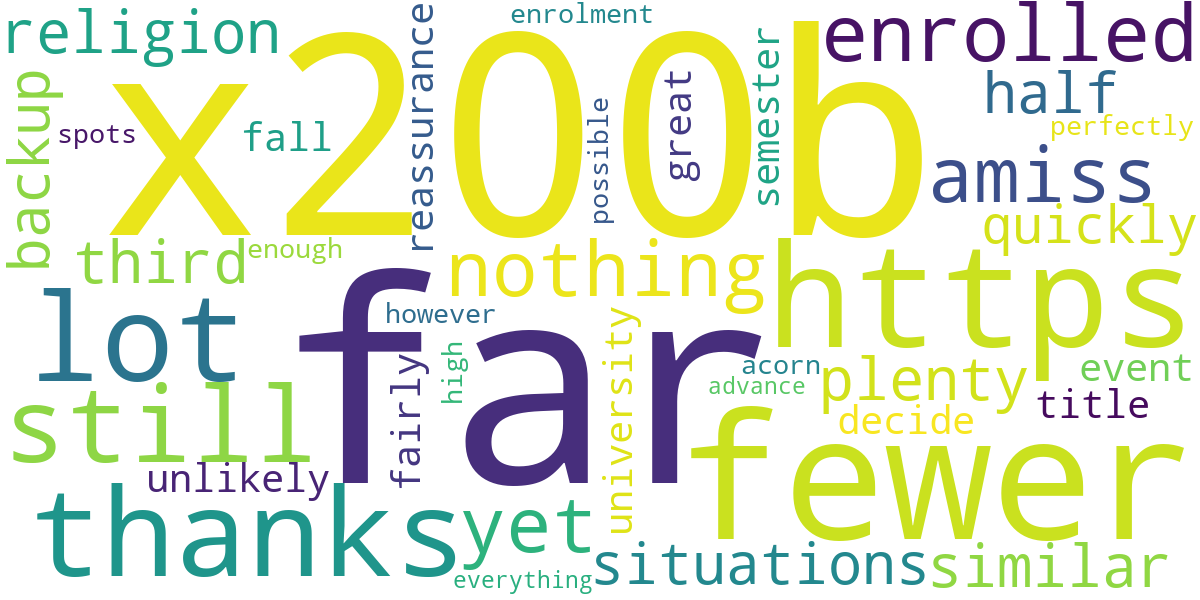 religion
x200b
enrolment
enrolled
backup
spots
fall
reassurance
possible
great
semester
half
perfectly
amiss
third
enough
nothing
https
quickly
lot
far
however
university
acorn
advance
plenty
event
still
fairly
high
fewer
decide
title
unlikely
thanks
yet
everything
situations
similar